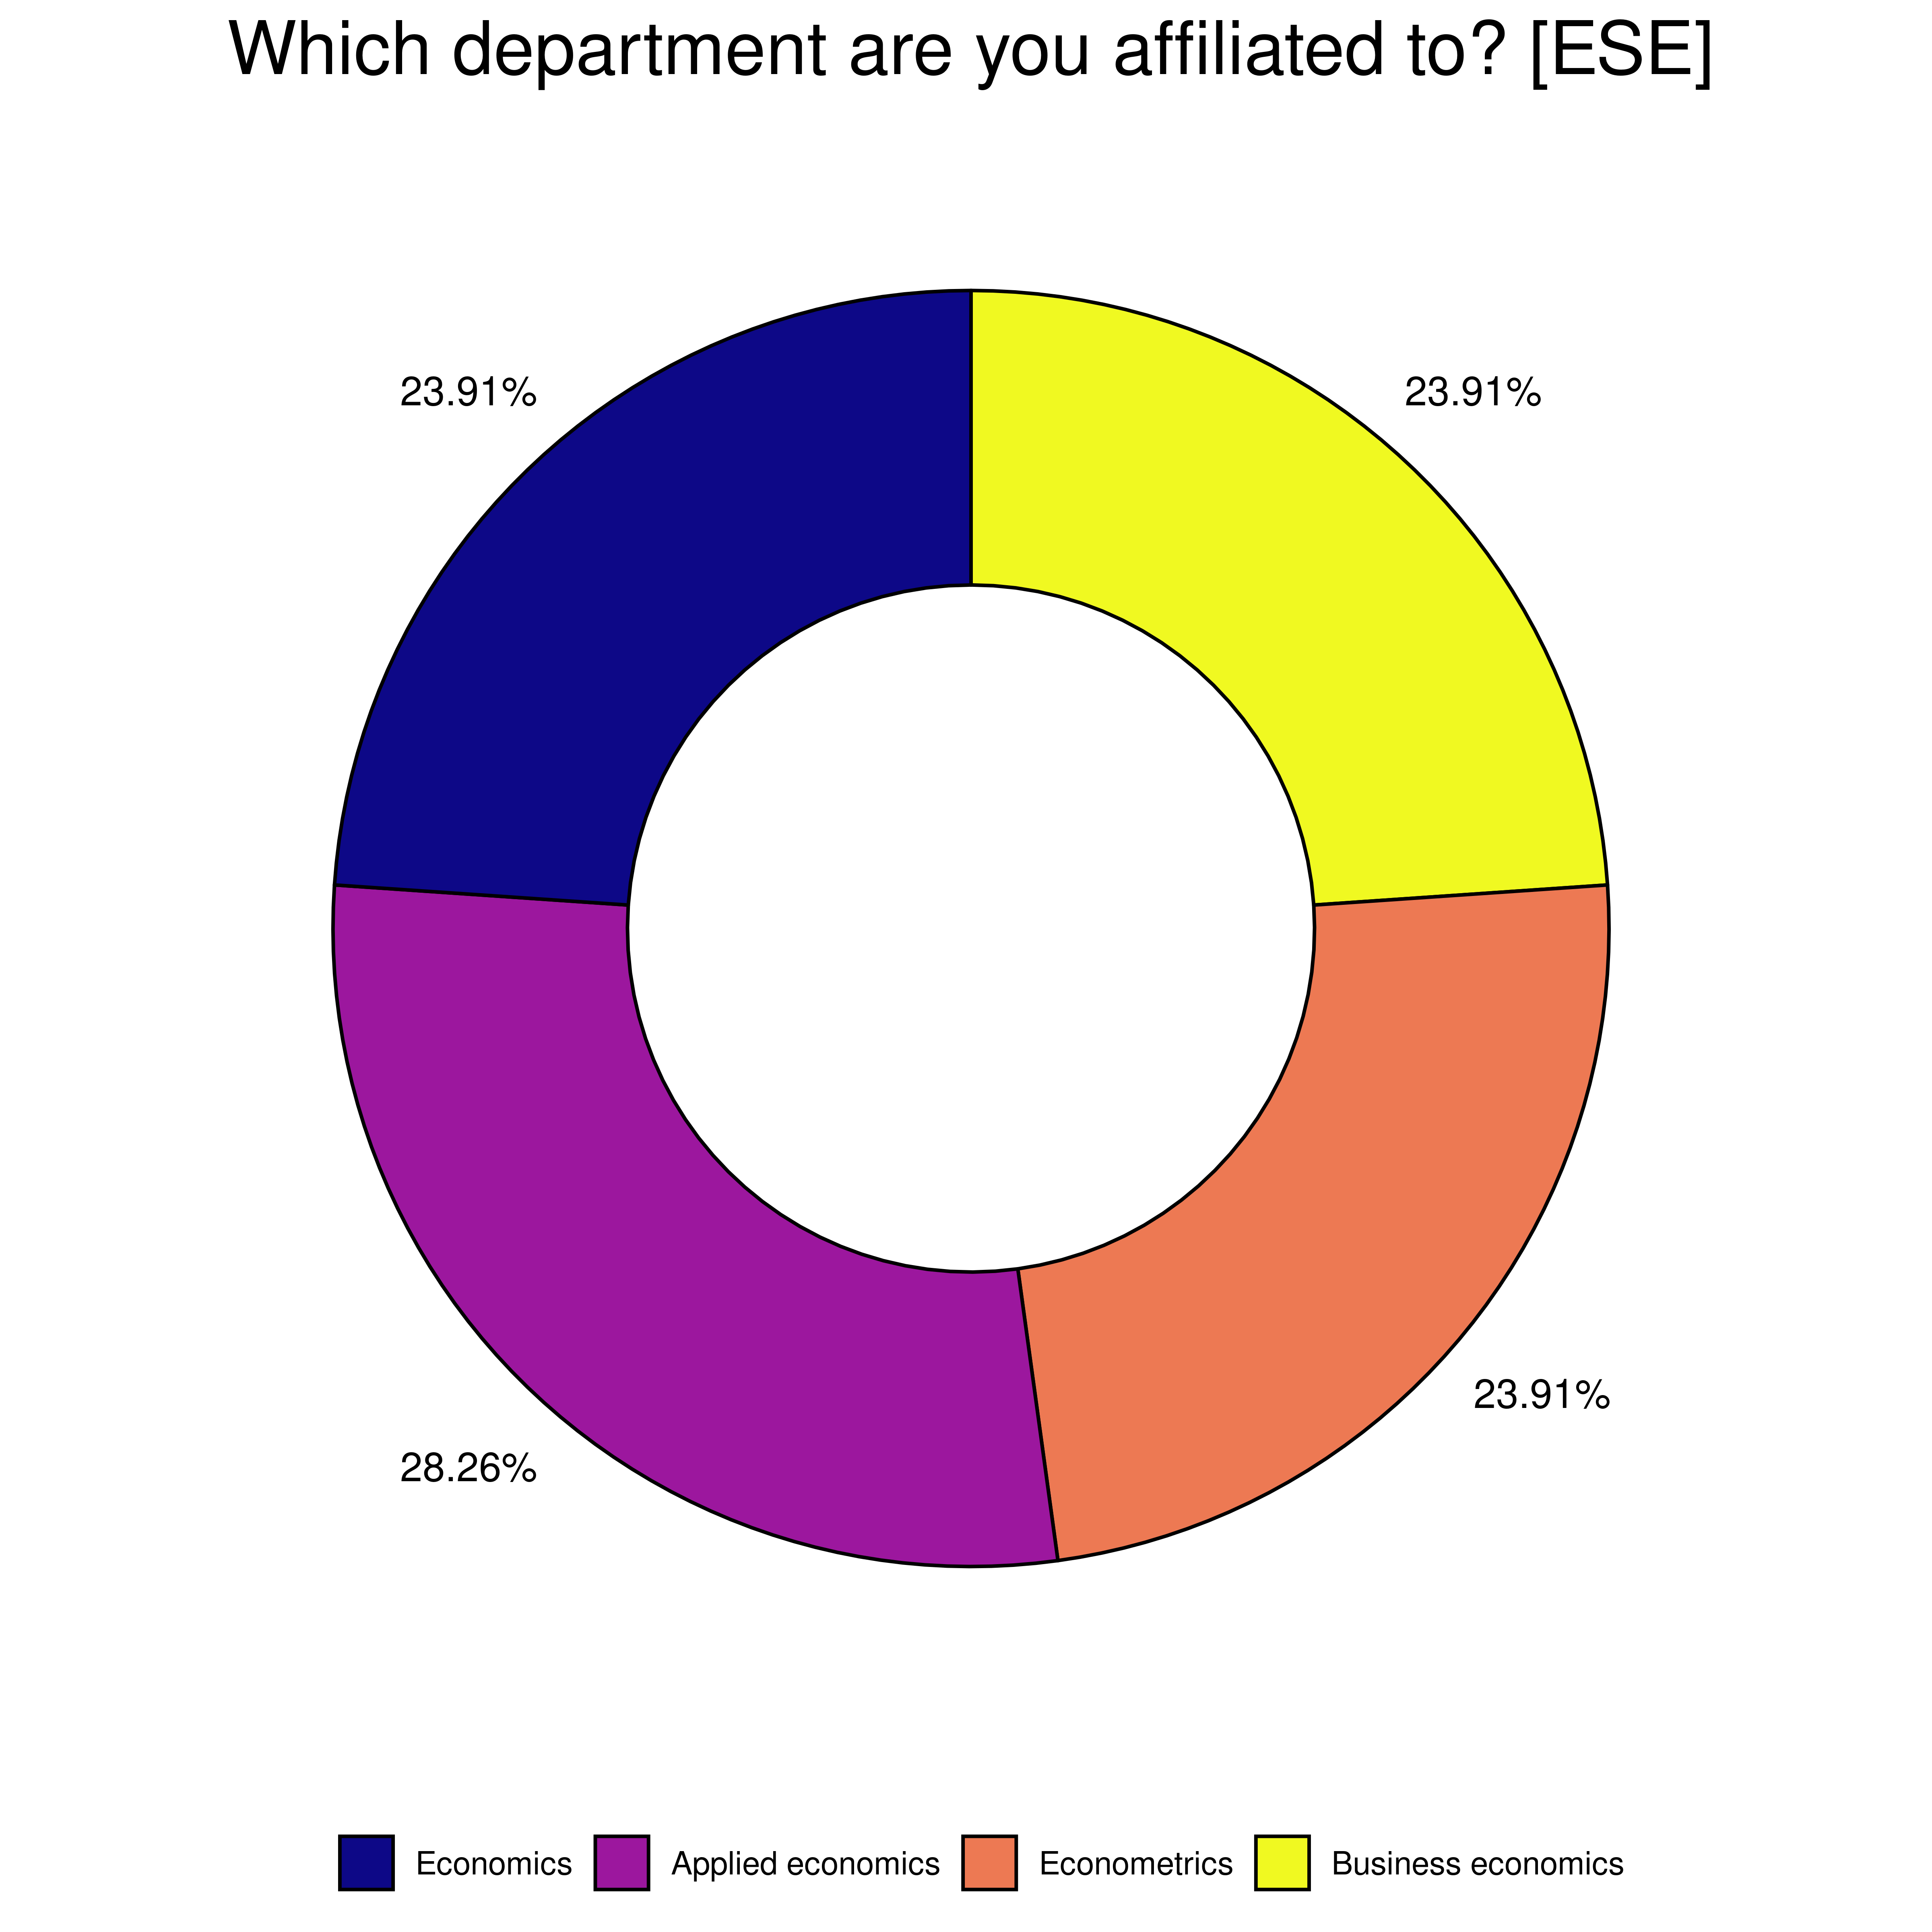 Which department are you affiliated to? [ESE]
23.91%
23.91%
23.91%
28.26%
Economics
Applied economics
Econometrics
Business economics